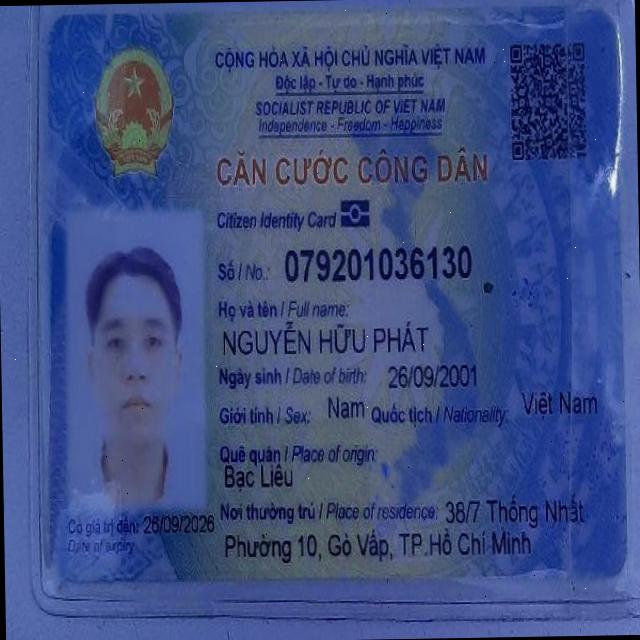 CỘNG HÒA XÃ HỘI CHỦ NGHĨA VIỆT NAM
Độc lập - Tự do - Hạnh phúc
SOCIALIST REPUBLIC OF VIET NAM
Independence - Freedom - Happiness
CĂN CƯỚC CÔNG DÂN
Citizen Identity Card
Số / No.: 079201036130
Họ và tên / Full name:
NGUYỄN HỮU PHÁT
Ngày sinh / Date of birth: 26/09/2001
Giới tính / Sex: Nam Quốc tịch / Nationality: Việt Nam
Quê quán / Place of origin:
Bạc Liêu
Nơi thường trú / Place of residence: 38/7 Thống Nhất
Phường 10, Gò Vấp, TP.Hồ Chí Minh
Có giá trị đến: 26/09/2026
Date of expiry